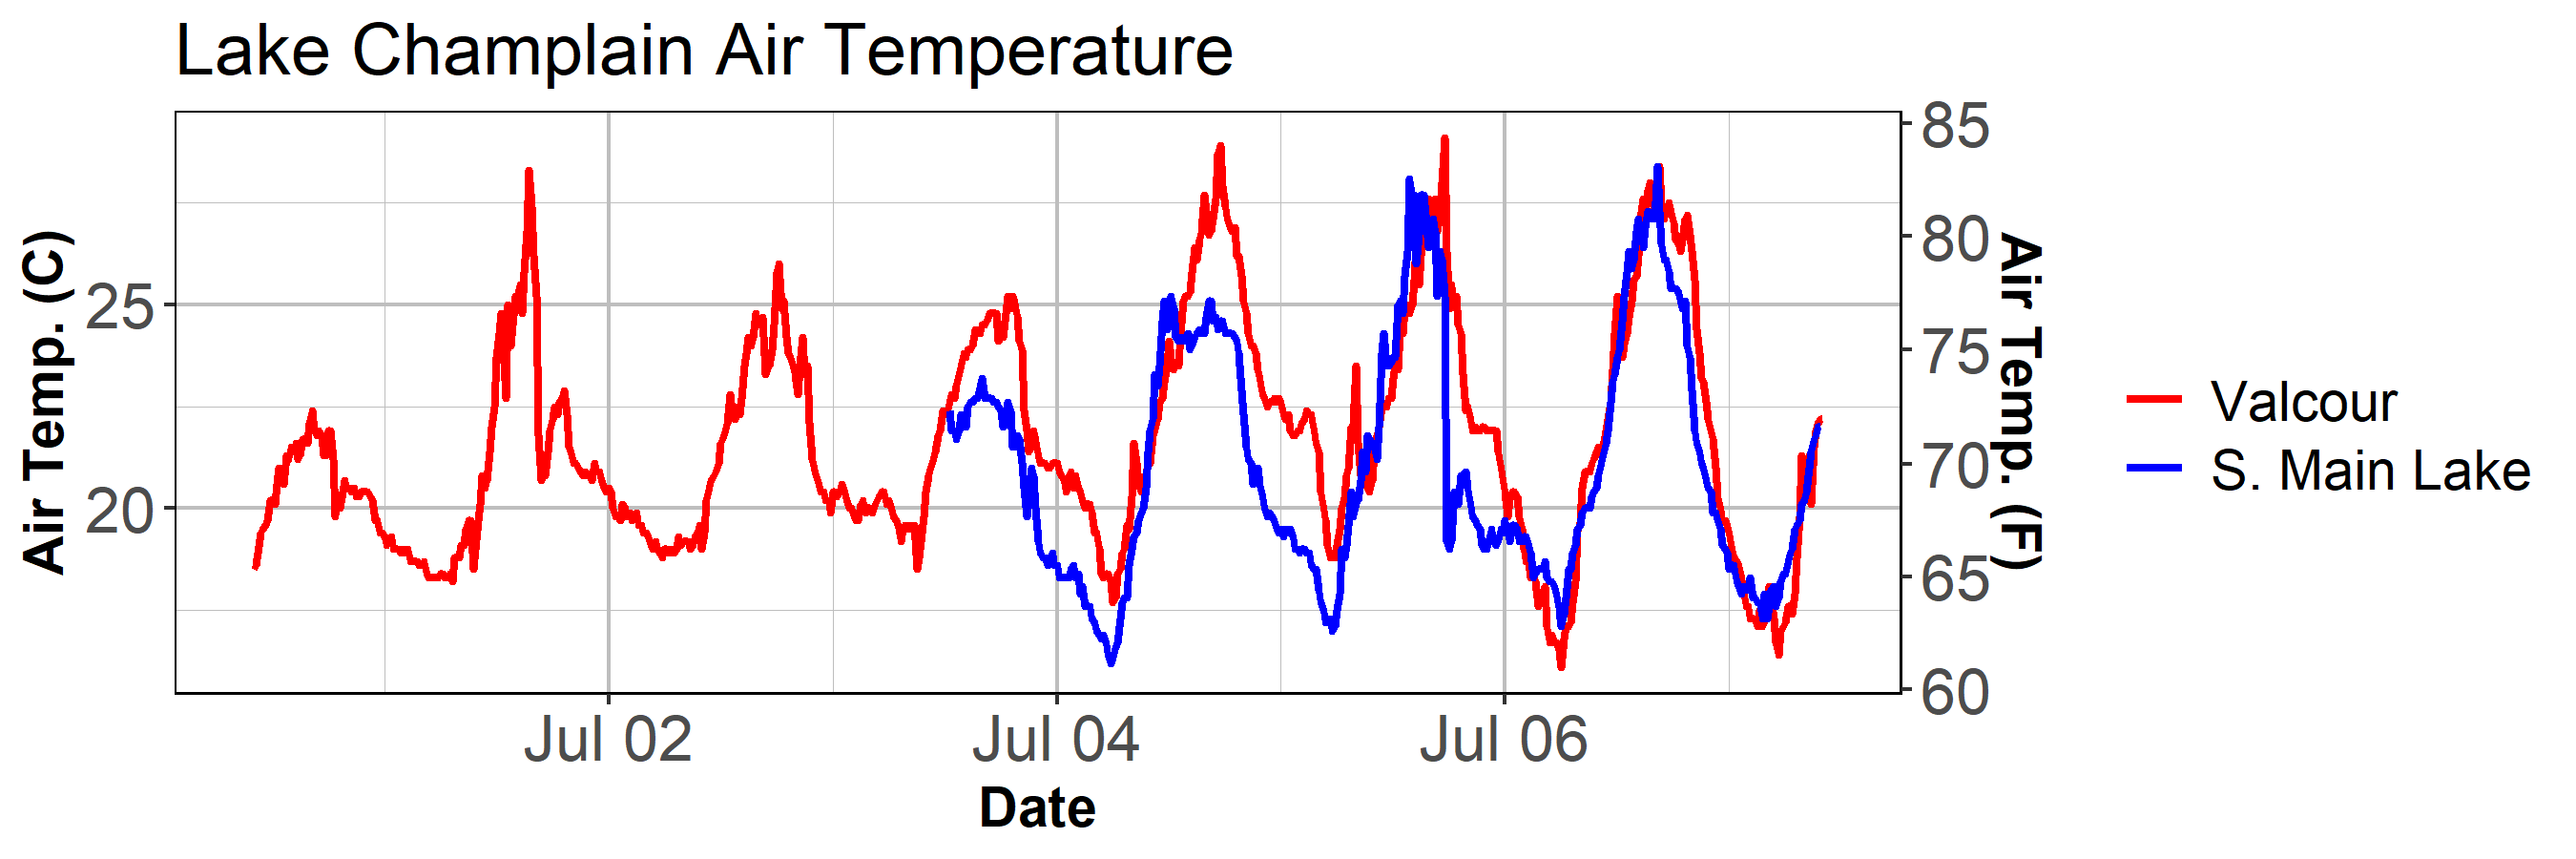 Lake Champlain Air Temperature
Air Temp. (C)
25
20
85
80
75
70
65
60
Air Temp. (F)
Jul 02
Jul 04
Jul 06
Date
Valcour
S. Main Lake